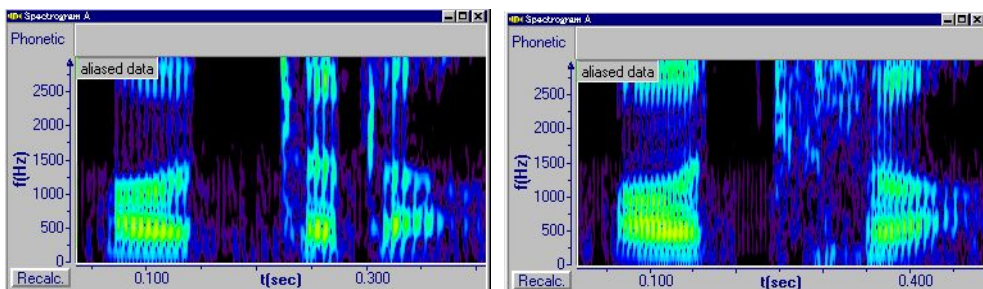 Spectrogram A
Phonetic
aliased data
2500
2000
1500
1000
500
0
f(Hz)
Recalc.
0.100
t(sec)
0.300
Spectrogram A
Phonetic
aliased data
2500
2000
1500
1000
500
0
f(Hz)
Recalc.
0.100
t(sec)
0.400